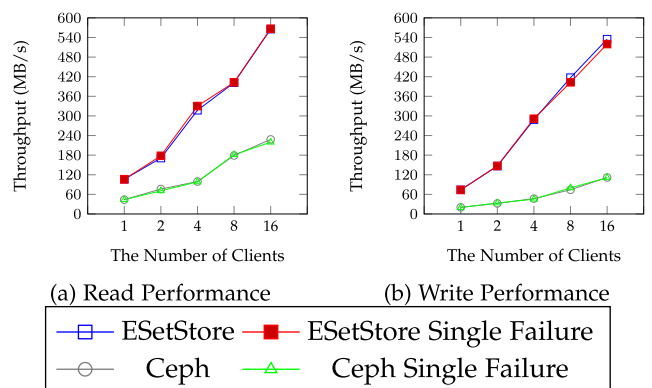 600
540
480
420
360
300
240
180
120
60
0
Throughput (MB/s)
1 2 4 8 16
The Number of Clients
(a) Read Performance
600
540
480
420
360
300
240
180
120
60
0
Throughput (MB/s)
1 2 4 8 16
The Number of Clients
(b) Write Performance
ESetStore ESetStore Single Failure
Ceph Ceph Single Failure